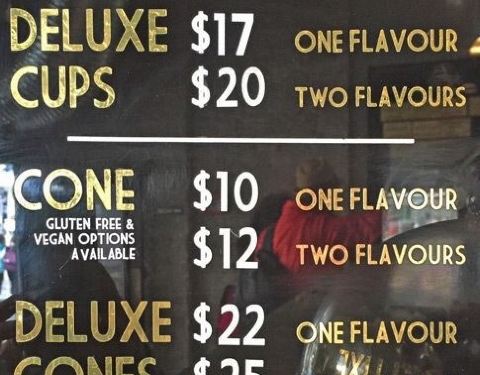 DELUXE $17 ONE FLAVOUR
CUPS $20 TWO FLAVOURS
CONE $10 ONE FLAVOUR
GLUTEN FREE &
VEGAN OPTIONS
AVAILABLE
$12 TWO FLAVOURS
DELUXE $22 ONE FLAVOUR
CONES $25